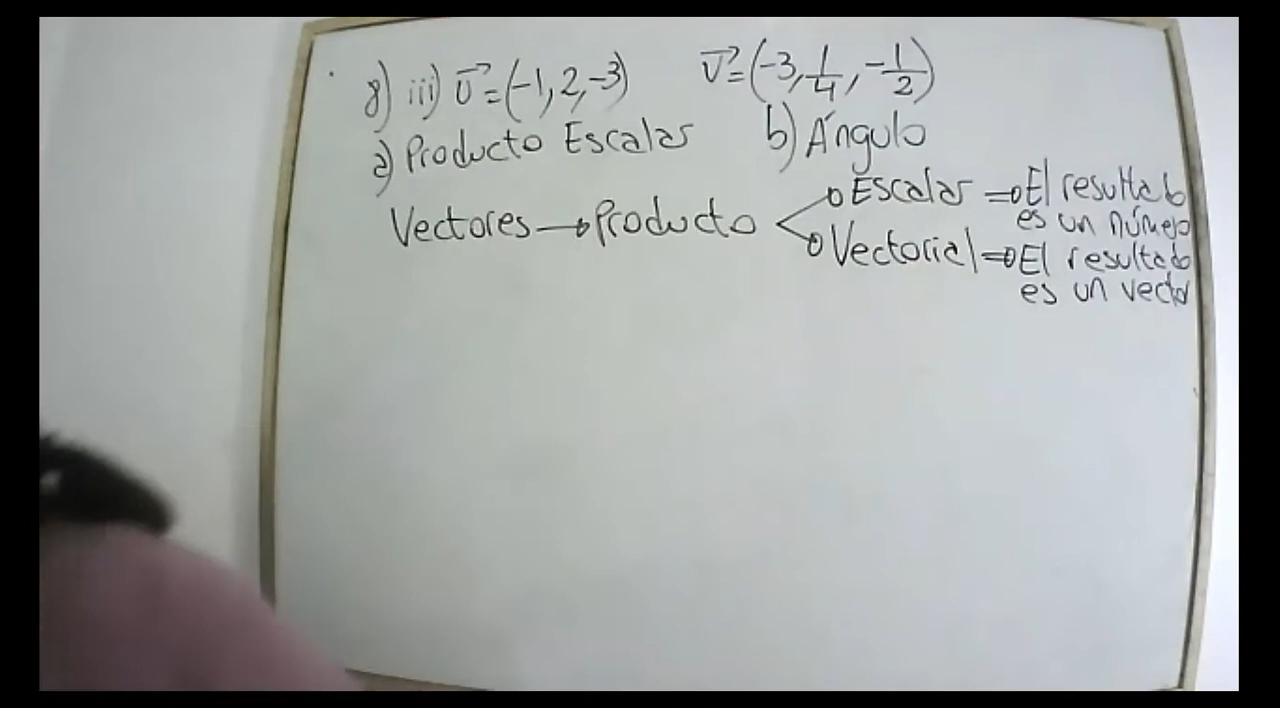 8) iii) U⃗=(-1,2,-3) V⃗=(-3,1/4,-1/2)
a) Producto Escalar b) Ángulo
Vectores → Producto < Escalar ⇒ El resultado es un número
Vectorial ⇒ El resultado es un vector